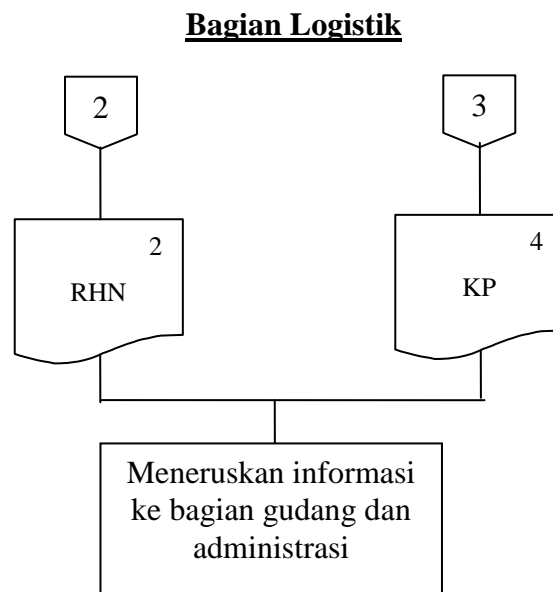 Bagian Logistik
2 3
2 4
RHN KP
Meneruskan informasi
ke bagian gudang dan
administrasi